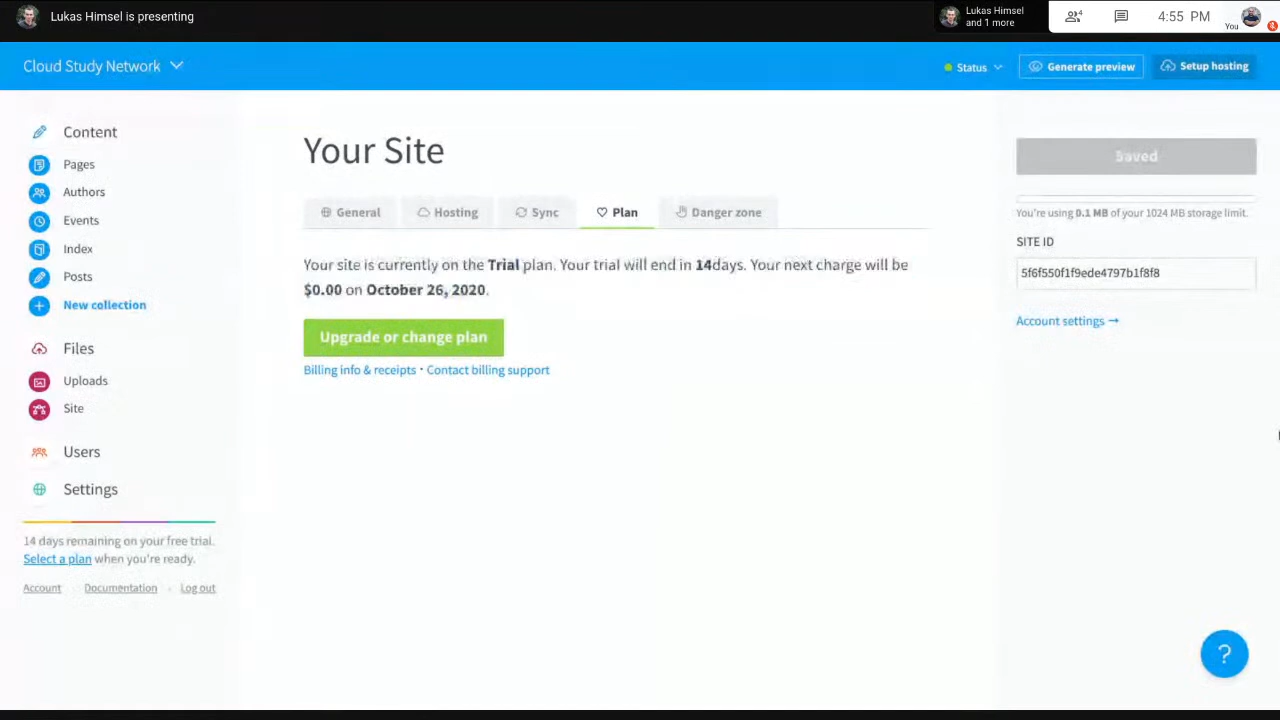 Lukas Himsel is presenting
Lukas Himsel
and 1 more
4
4:55 PM
You
Cloud Study Network
Status
Generate preview
Setup hosting
Content
Pages
Authors
Events
Index
Posts
New collection
Files
Uploads
Site
Users
Settings
14 days remaining on your free trial.
Select a plan when you're ready.
Account · Documentation · Log out
Your Site
General
Hosting
Sync
Plan
Danger zone
Your site is currently on the Trial plan. Your trial will end in 14days. Your next charge will be
$0.00 on October 26, 2020.
Upgrade or change plan
Billing info & receipts · Contact billing support
Saved
You're using 0.1 MB of your 1024 MB storage limit.
SITE ID
5f6f550f1f9ede4797b1f8f8
Account settings →
?